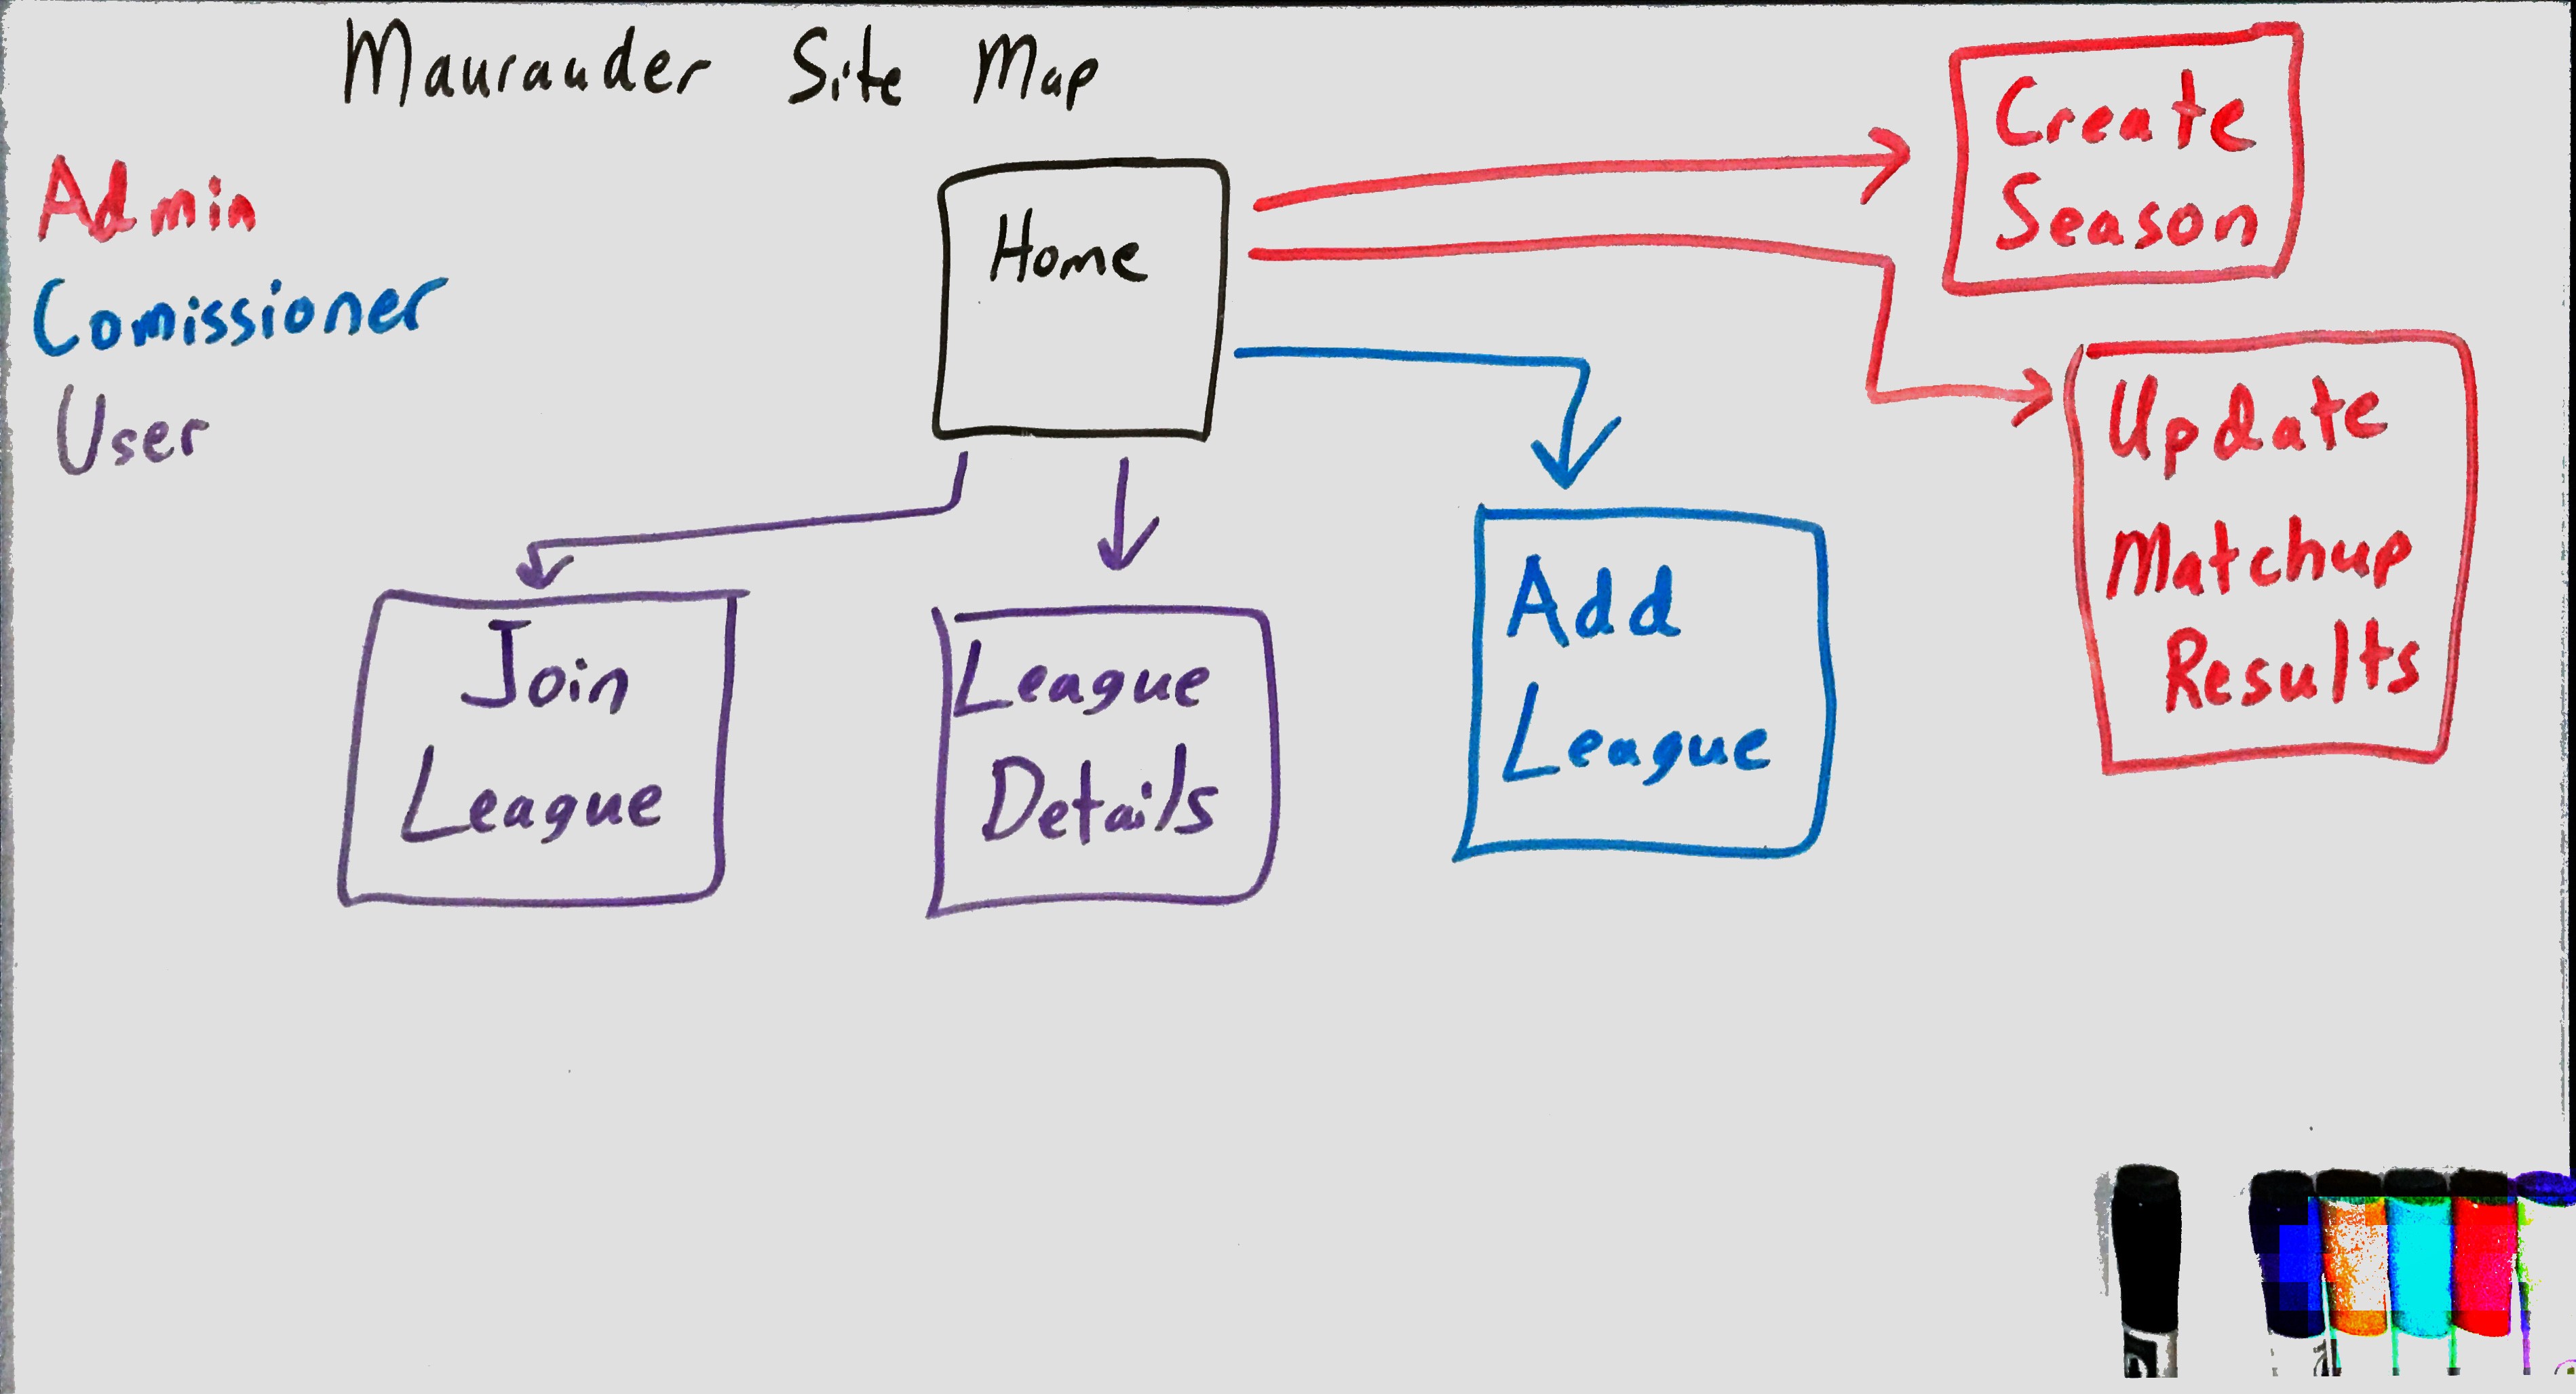 Maurauder Site Map
Admin
Comissioner
User
Home
Create
Season
Update
Matchup
Results
Add
League
Join
League
League
Details